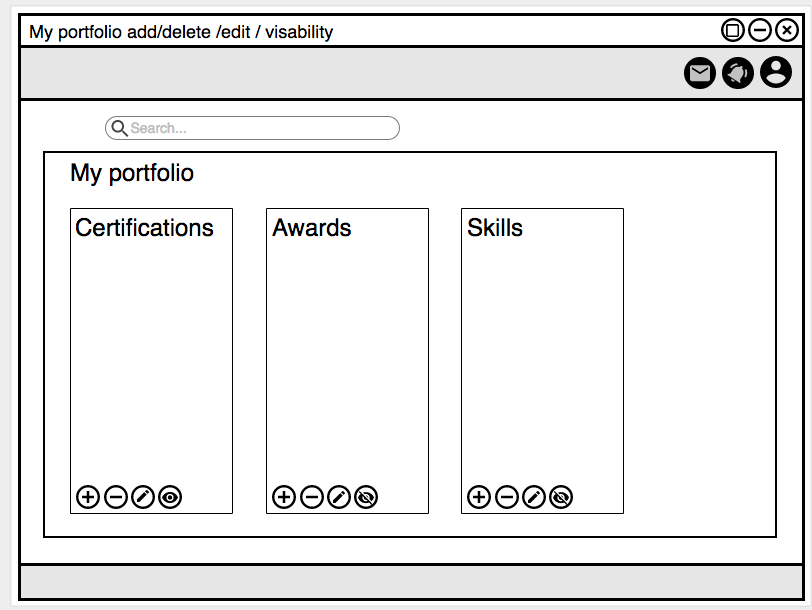 My portfolio add/delete /edit / visability
Search...
My portfolio
Certifications
Awards
Skills